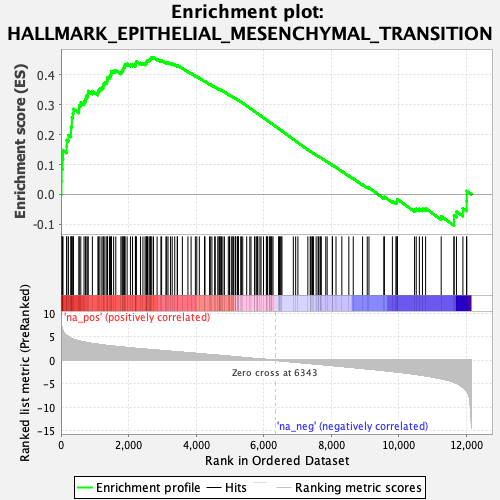 Enrichment plot:
HALLMARK_EPITHELIAL_MESENCHYMAL_TRANSITION
Enrichment score (ES)
0.4
0.3
0.2
0.1
0.0
-0.1
Ranked list metric (PreRanked)
10
5
0
-5
-10
-15
'na_pos' (positively correlated)
Zero cross at 6343
'na_neg' (negatively correlated)
0
2,000
4,000
6,000
8,000
10,000
12,000
Rank in Ordered Dataset
Enrichment profile
Hits
Ranking metric scores